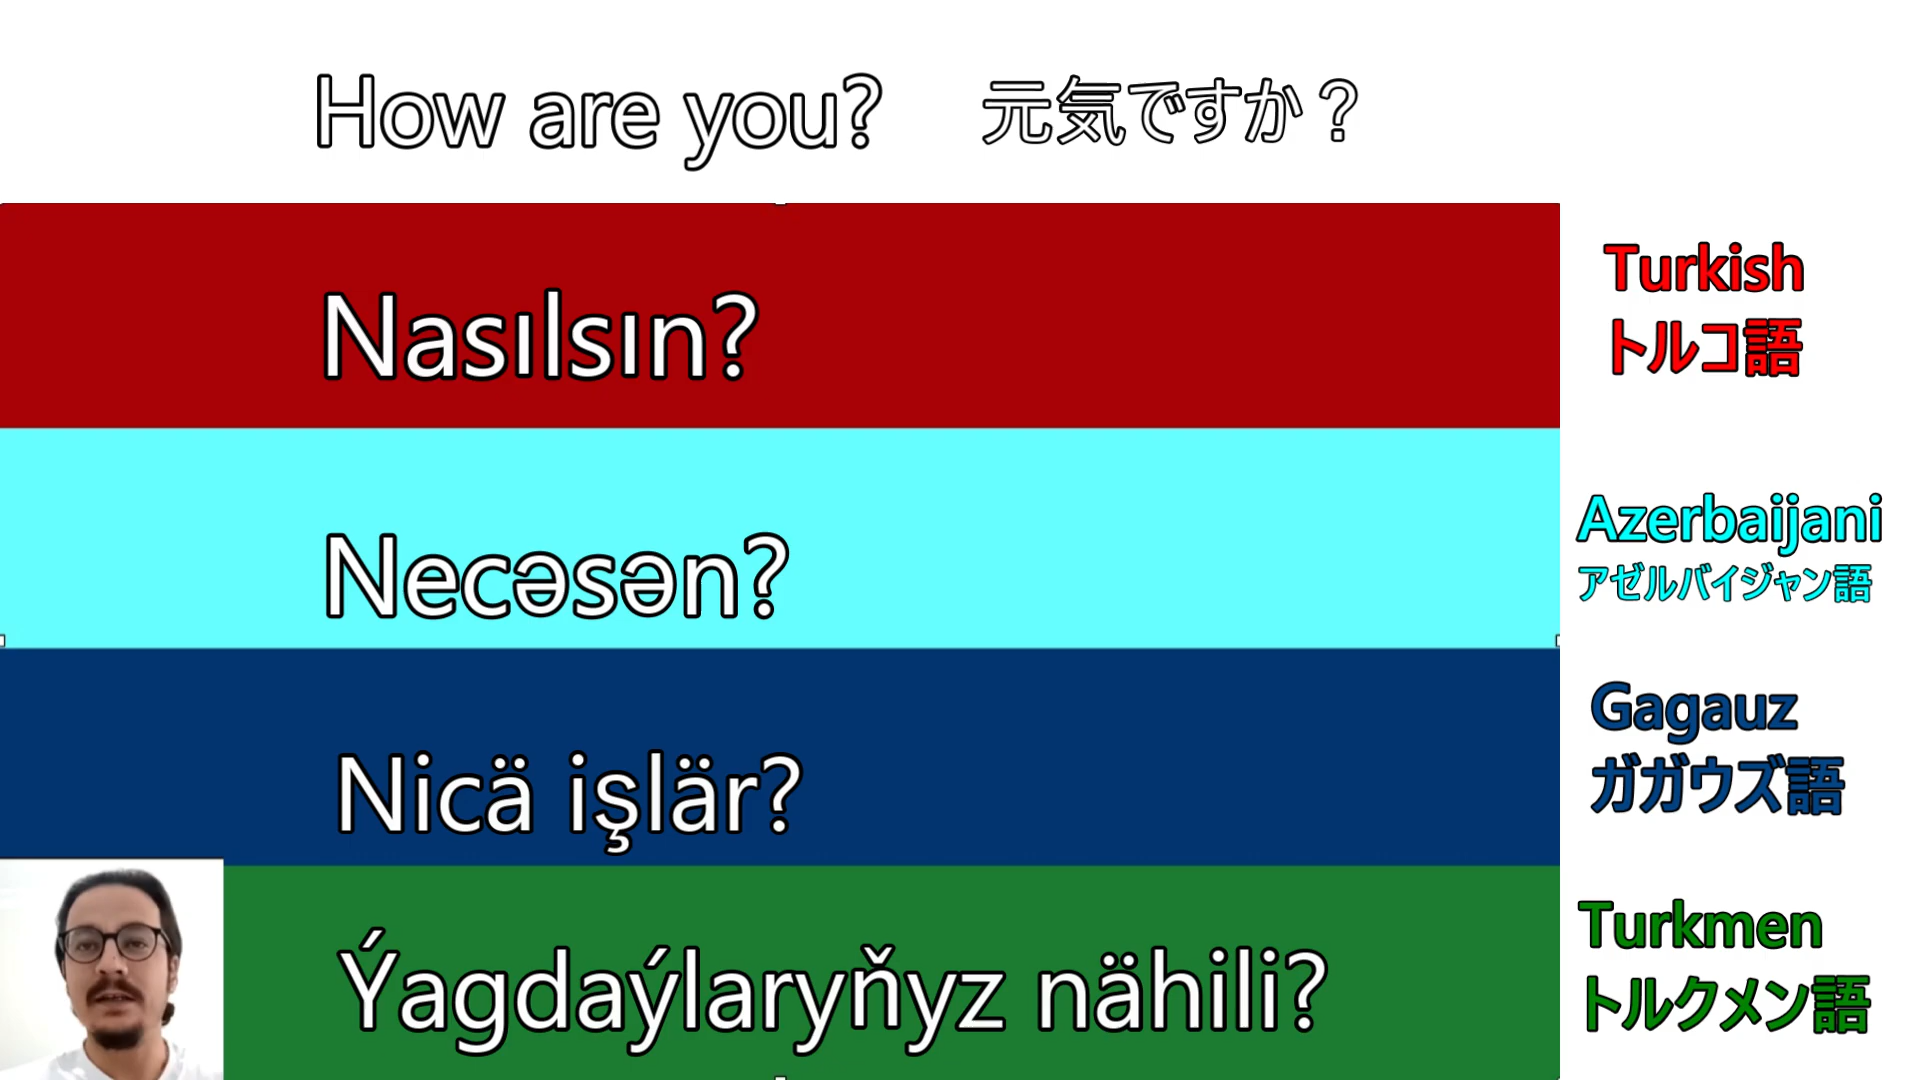 How are you? 元気ですか？
Nasılsın?
Turkish
トルコ語
Necəsən?
Azerbaijani
アゼルバイジャン語
Nicä işlär?
Gagauz
ガガウズ語
Ýagdaýlaryňyz nähili?
Turkmen
トルクメン語